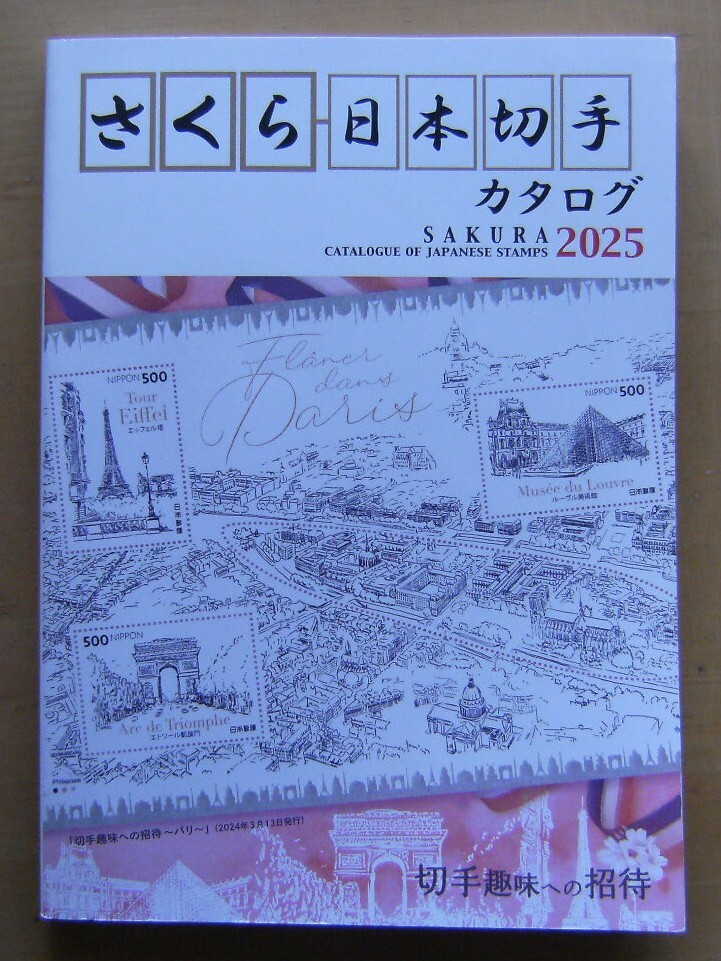 さくら日本切手
カタログ
SAKURA
CATALOGUE OF JAPANESE STAMPS 2025
Flâner
dans
Paris
NIPPON 500
Tour
Eiffel
エッフェル塔
日本郵便
NIPPON 500
Musée du Louvre
ルーブル美術館 日本郵便
500 NIPPON
Arc de Triomphe
エトワール凱旋門 日本郵便
Philapaper
「切手趣味への招待～パリ～」(2024年3月13日発行)
切手趣味への招待